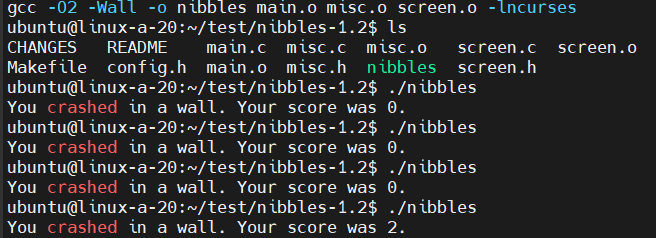 gcc -O2 -Wall -o nibbles main.o misc.o screen.o -lncurses
ubuntu@linux-a-20:~/test/nibbles-1.2$ ls
CHANGES   README    main.c  misc.c  misc.o   screen.c  screen.o
Makefile  config.h  main.o  misc.h  nibbles  screen.h
ubuntu@linux-a-20:~/test/nibbles-1.2$ ./nibbles
You crashed in a wall. Your score was 0.
ubuntu@linux-a-20:~/test/nibbles-1.2$ ./nibbles
You crashed in a wall. Your score was 0.
ubuntu@linux-a-20:~/test/nibbles-1.2$ ./nibbles
You crashed in a wall. Your score was 0.
ubuntu@linux-a-20:~/test/nibbles-1.2$ ./nibbles
You crashed in a wall. Your score was 2.